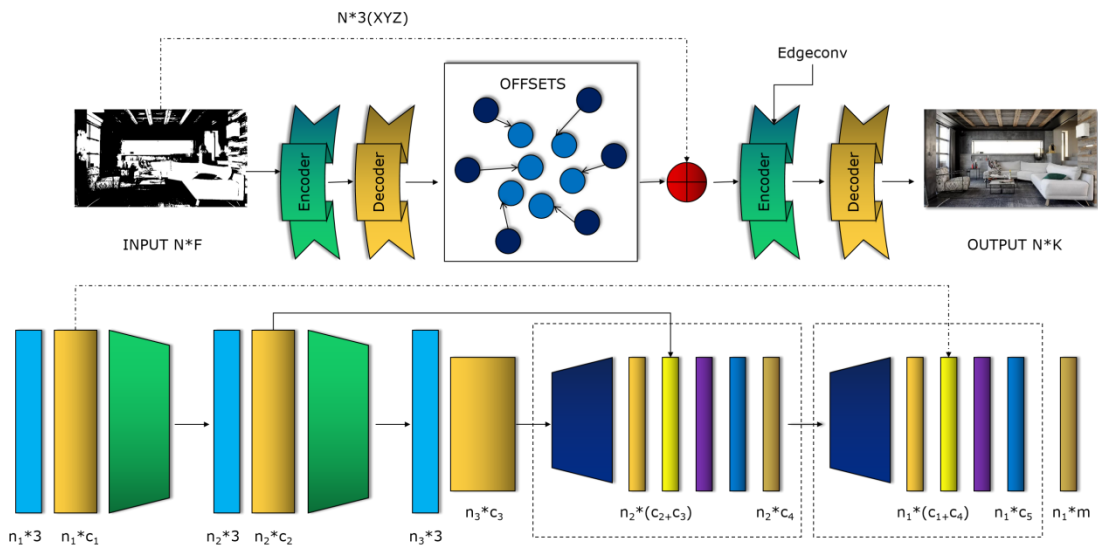 N*3(XYZ)
Edgeconv
OFFSETS
Encoder
Decoder
Encoder
Decoder
INPUT N*F
OUTPUT N*K
n₃*c₃
n₂*(c₂₊c₃)
n₂*c₄
n₁*(c₁₊c₄)
n₁*c₅
n₁*m
n₁*3
n₁*c₁
n₂*3
n₂*c₂
n₃*3